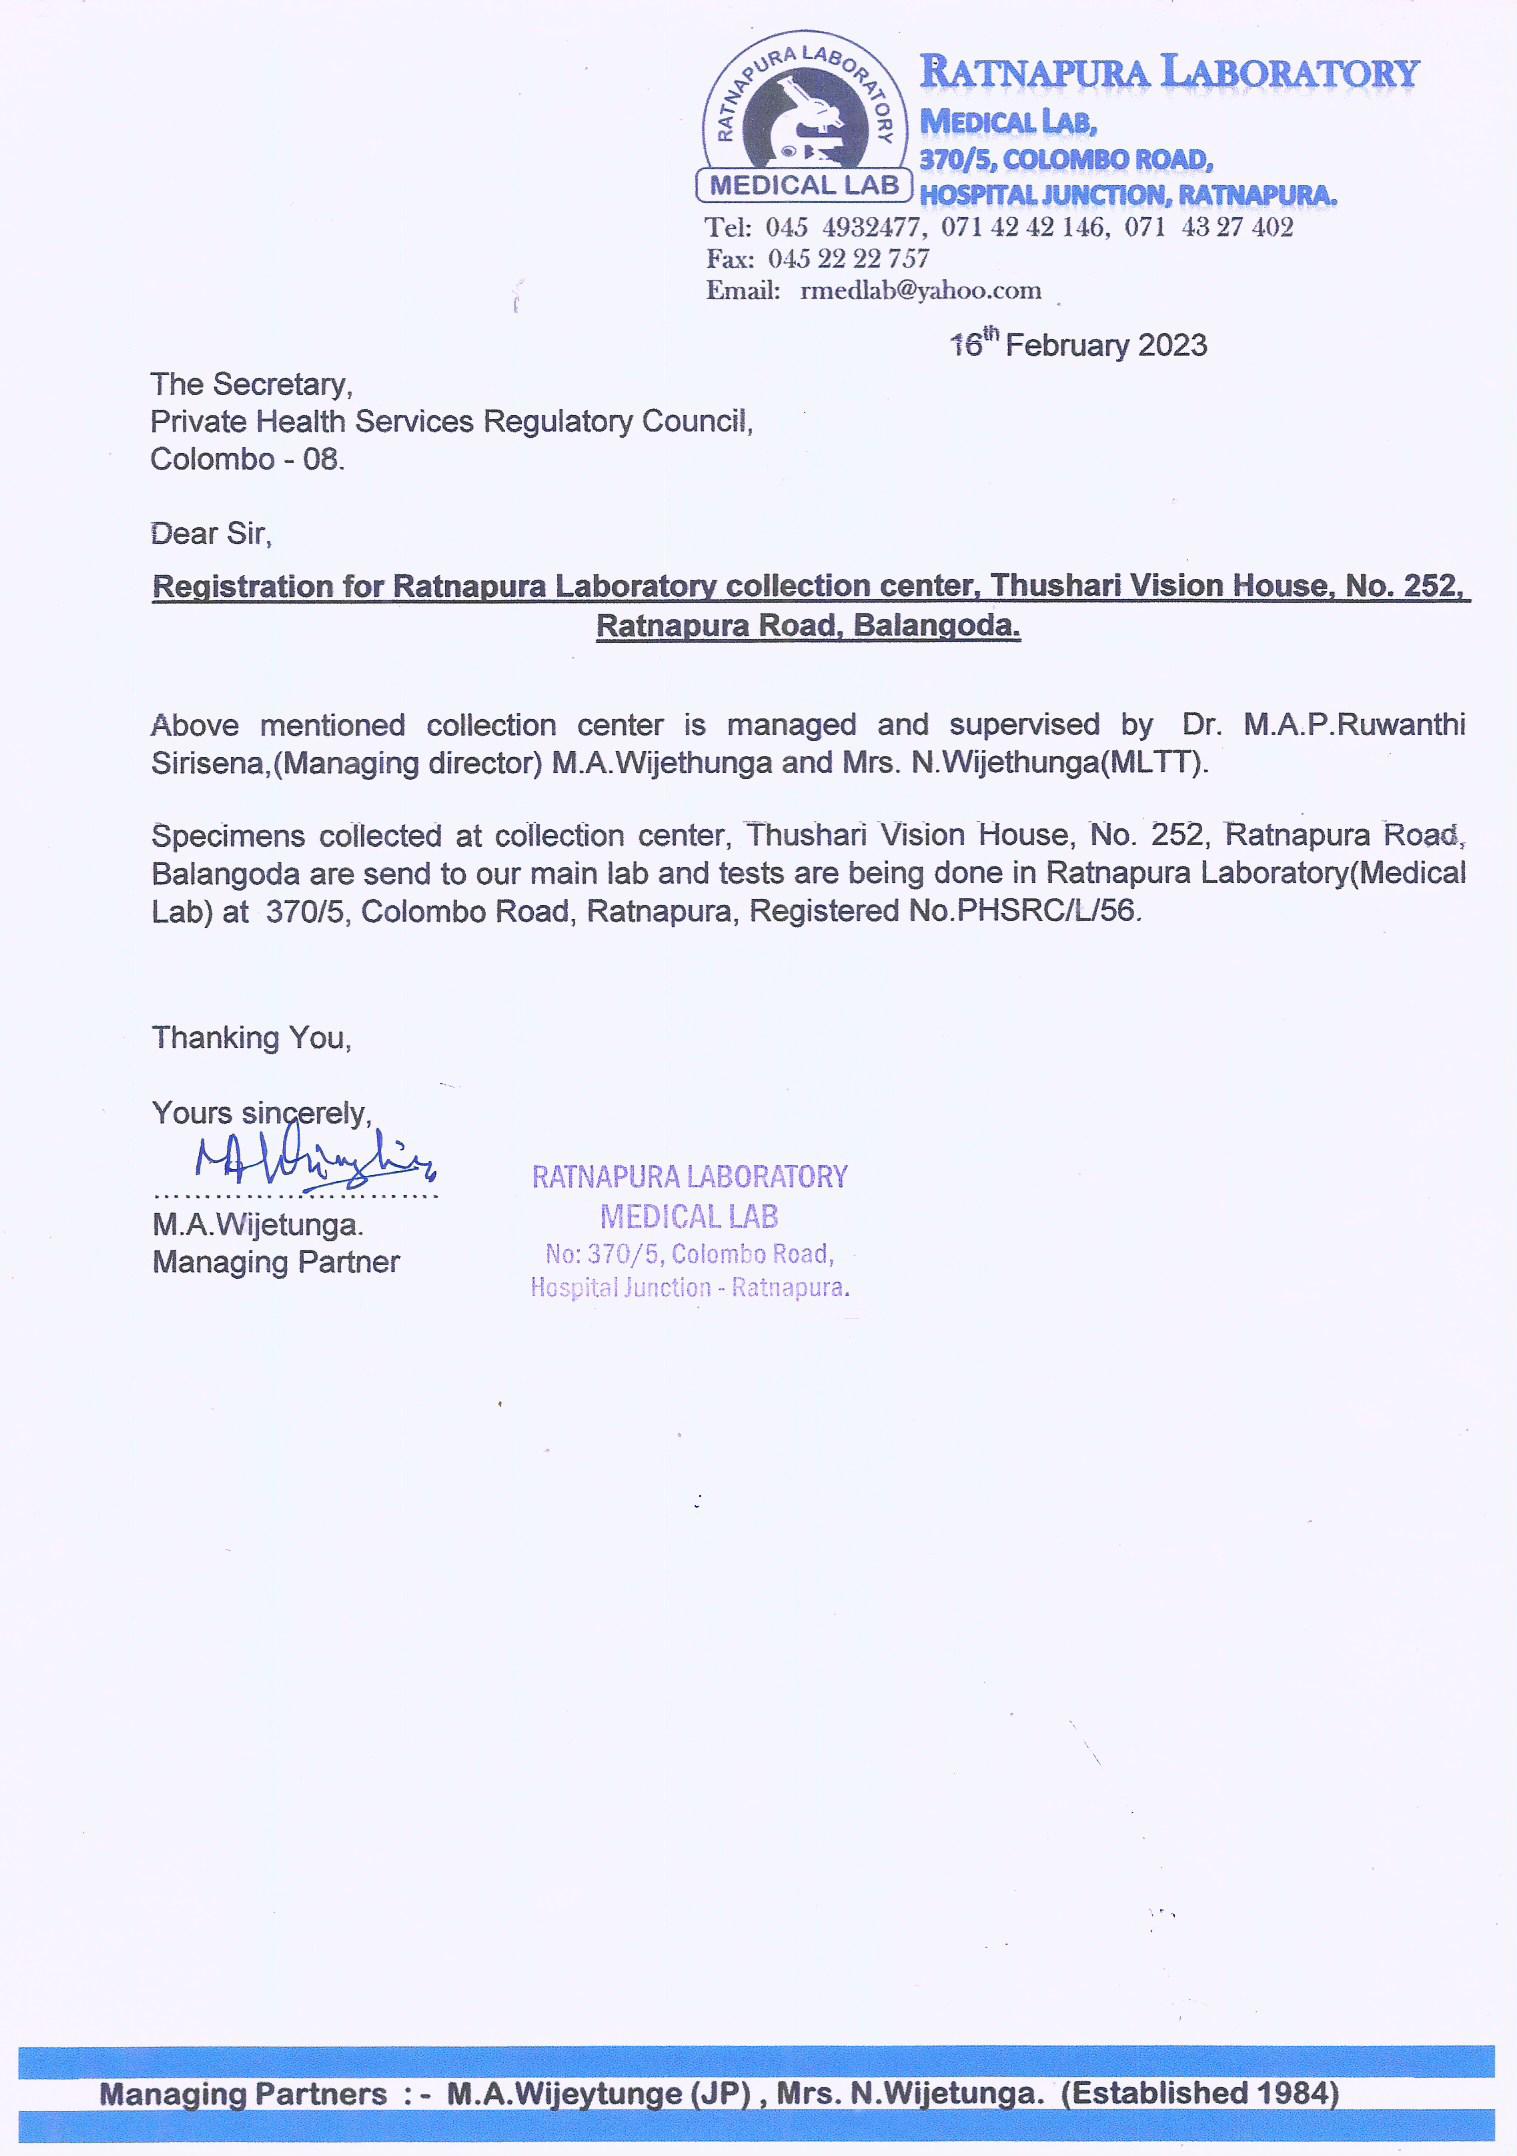 RATNAPURA LABORATORY
MEDICAL LAB
RATNAPURA LABORATORY
MEDICAL LAB,
370/5, COLOMBO ROAD,
HOSPITAL JUNCTION, RATNAPURA.
Tel: 045 4932477, 071 42 42 146, 071 43 27 402
Fax: 045 22 22 757
Email: rmedlab@yahoo.com
16th February 2023
The Secretary,
Private Health Services Regulatory Council,
Colombo - 08.
Dear Sir,
Registration for Ratnapura Laboratory collection center, Thushari Vision House, No. 252,
Ratnapura Road, Balangoda.
Above mentioned collection center is managed and supervised by Dr. M.A.P.Ruwanthi
Sirisena,(Managing director) M.A.Wijethunga and Mrs. N.Wijethunga(MLTT).
Specimens collected at collection center, Thushari Vision House, No. 252, Ratnapura Road,
Balangoda are send to our main lab and tests are being done in Ratnapura Laboratory(Medical
Lab) at 370/5, Colombo Road, Ratnapura, Registered No.PHSRC/L/56.
Thanking You,
Yours sincerely,
.............................
M.A.Wijetunga.
Managing Partner
RATNAPURA LABORATORY
MEDICAL LAB
No: 370/5, Colombo Road,
Hospital Junction - Ratnapura.
Managing Partners : - M.A.Wijeytunge (JP) , Mrs. N.Wijetunga. (Established 1984)